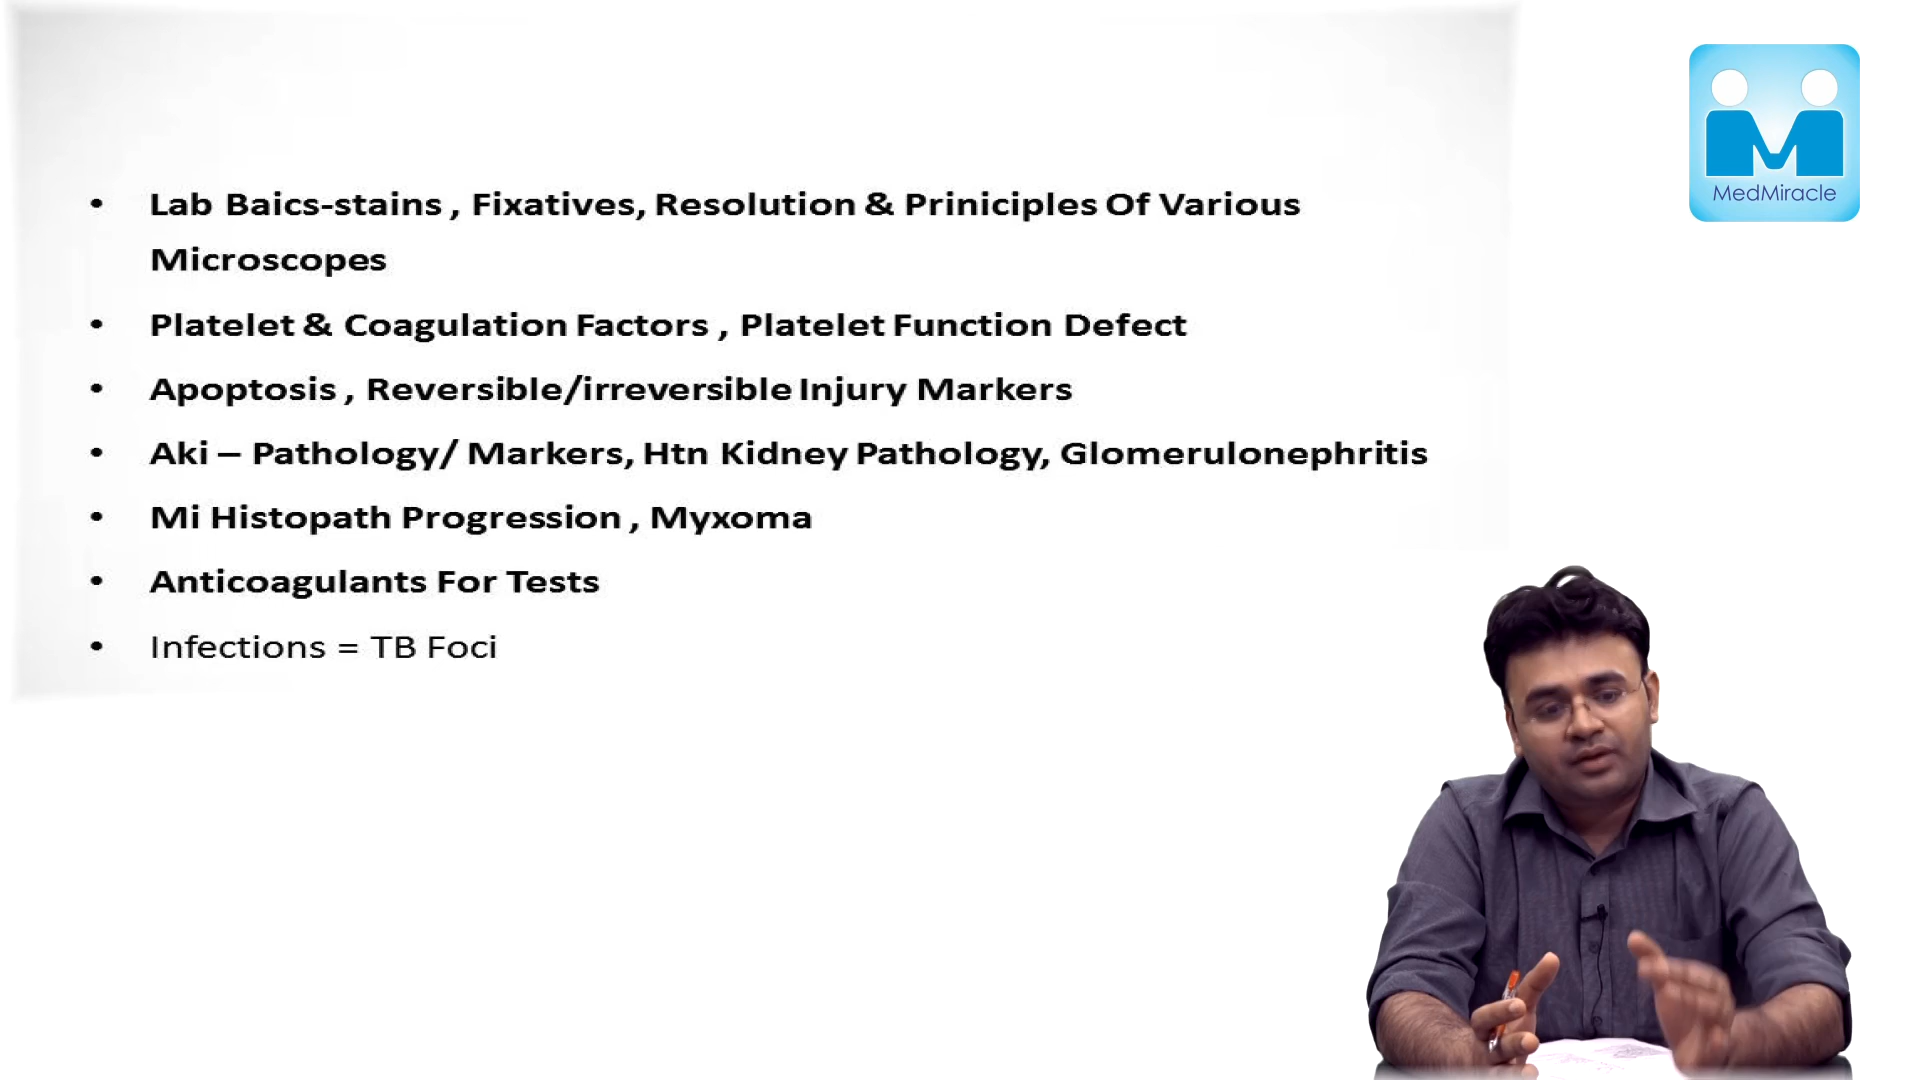 • Lab Baics-stains , Fixatives, Resolution & Priniciples Of Various
Microscopes
• Platelet & Coagulation Factors , Platelet Function Defect
• Apoptosis , Reversible/irreversible Injury Markers
• Aki – Pathology/ Markers, Htn Kidney Pathology, Glomerulonephritis
• Mi Histopath Progression , Myxoma
• Anticoagulants For Tests
• Infections = TB Foci
MedMiracle